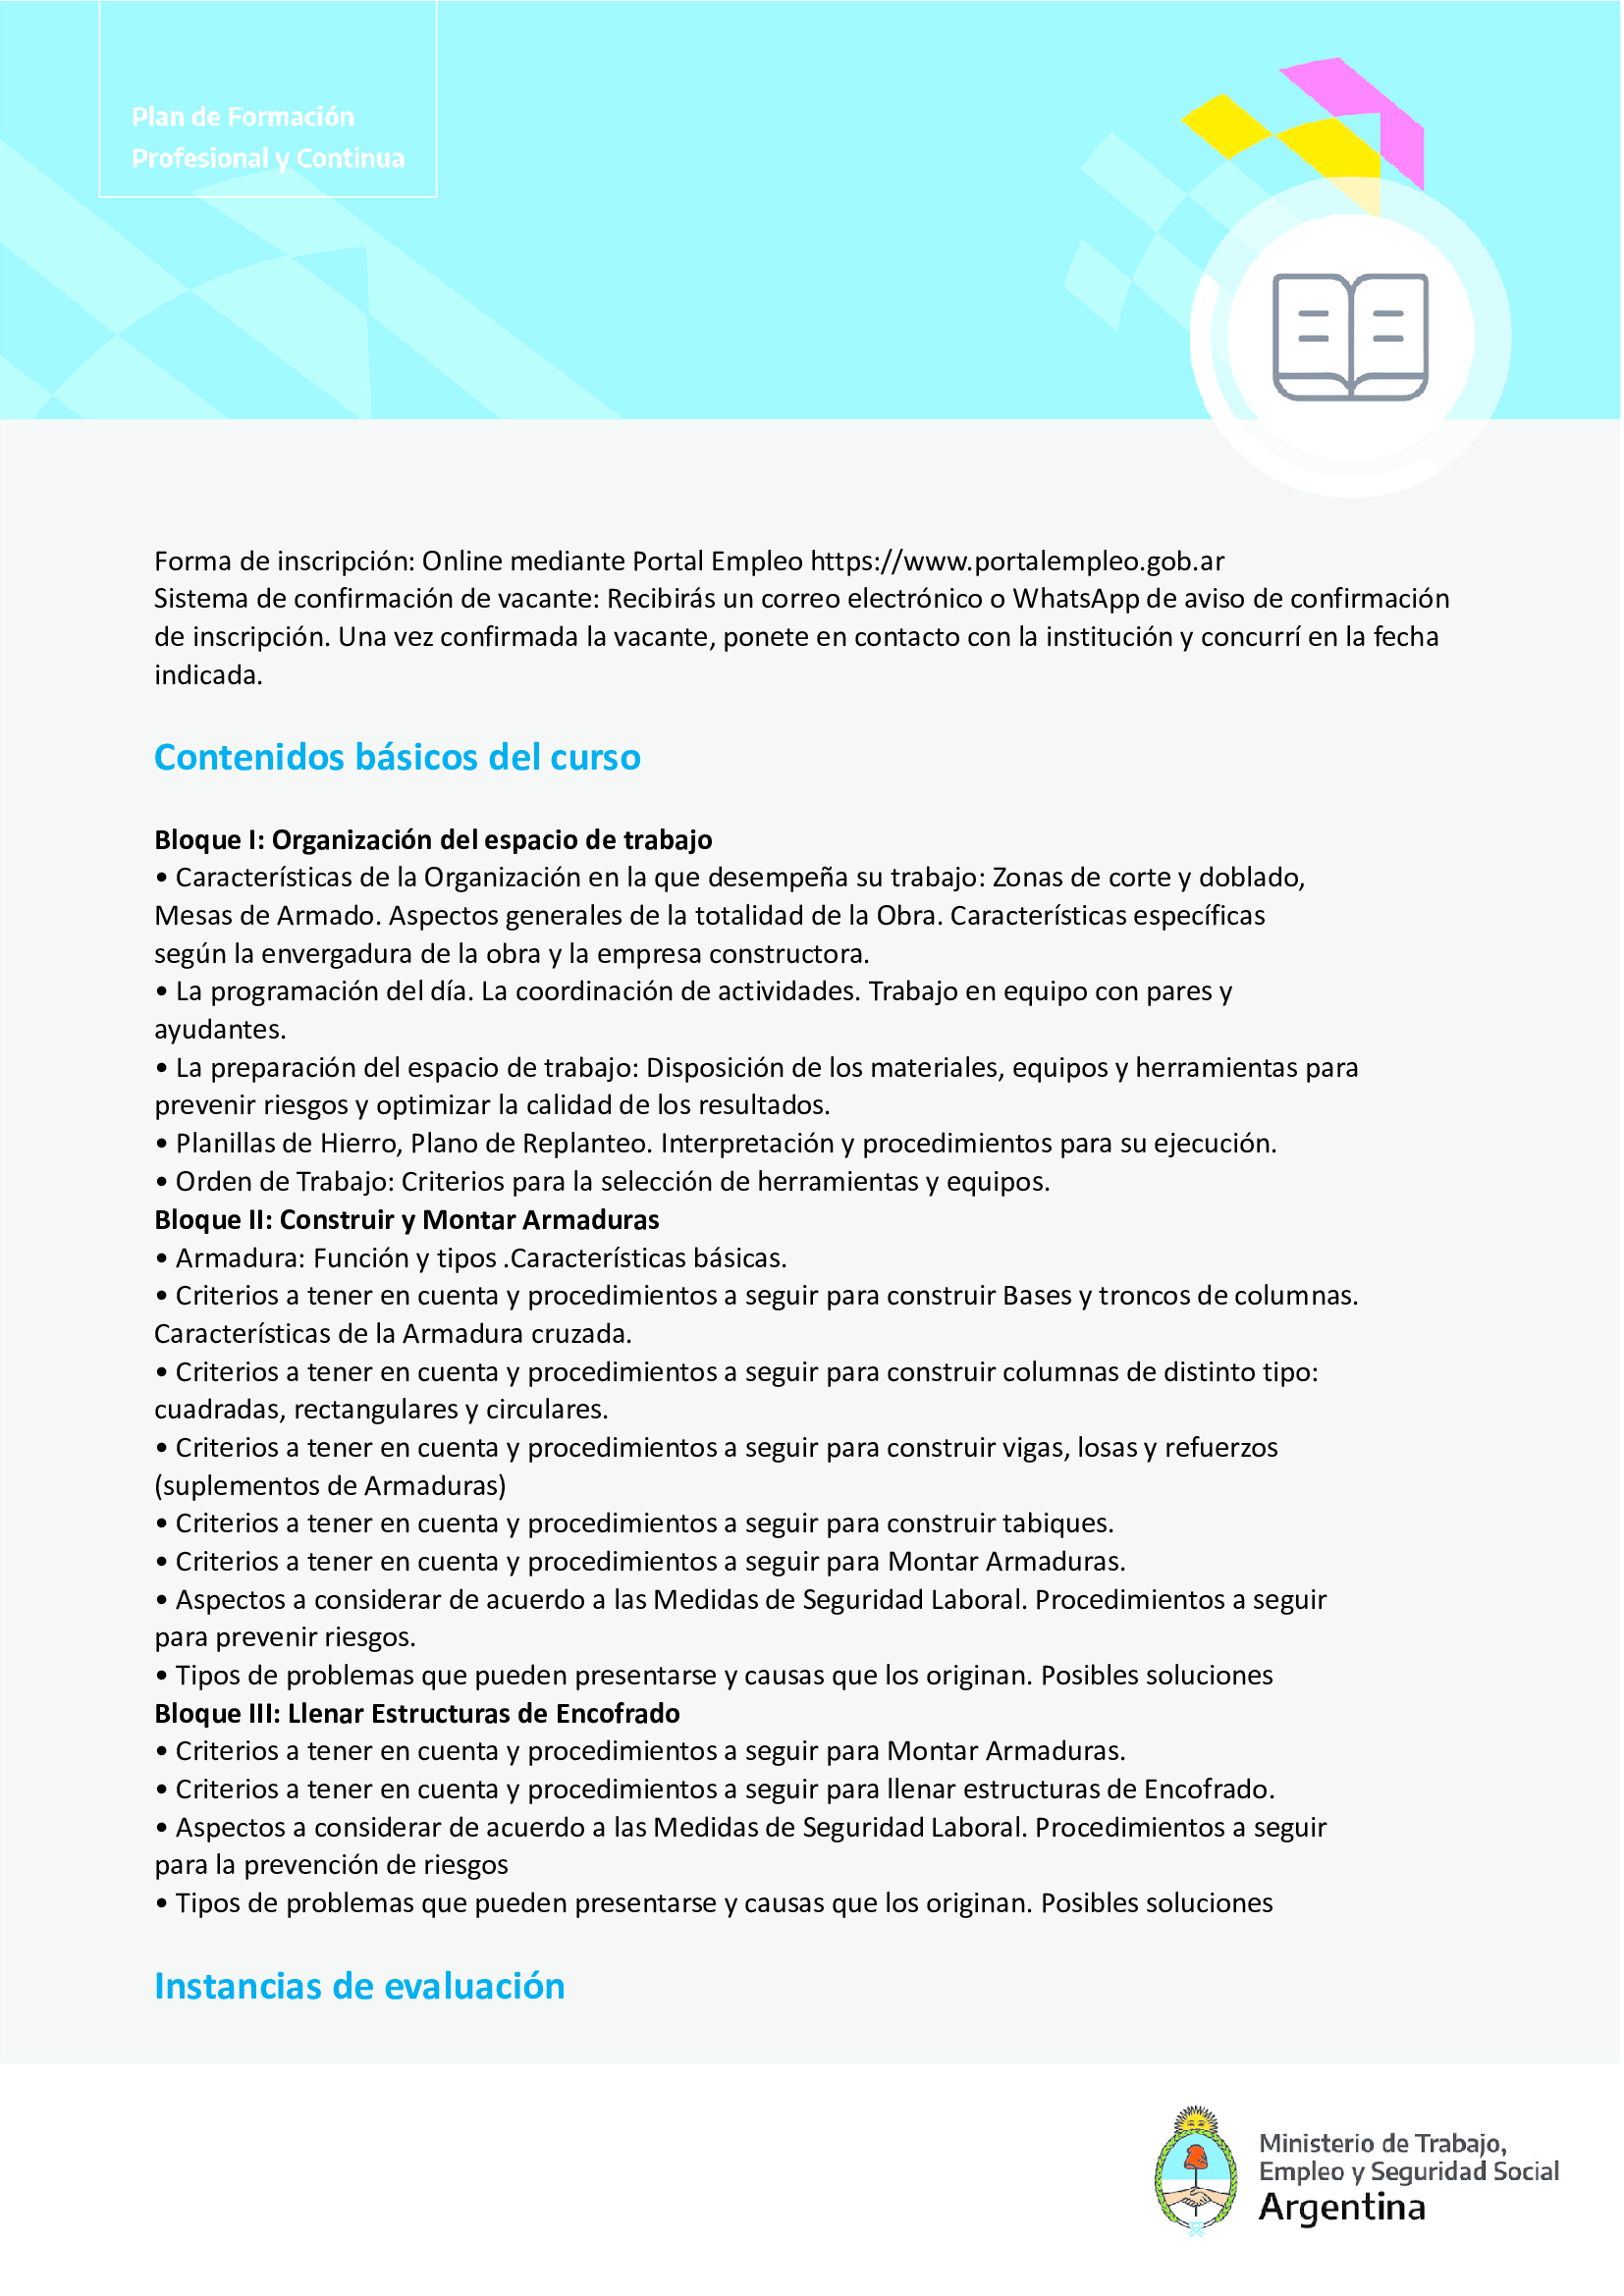 Plan de Formación
Profesional y Continua
Forma de inscripción: Online mediante Portal Empleo https://www.portalempleo.gob.ar
Sistema de confirmación de vacante: Recibirás un correo electrónico o WhatsApp de aviso de confirmación
de inscripción. Una vez confirmada la vacante, ponete en contacto con la institución y concurrí en la fecha
indicada.
Contenidos básicos del curso
Bloque I: Organización del espacio de trabajo
• Características de la Organización en la que desempeña su trabajo: Zonas de corte y doblado,
Mesas de Armado. Aspectos generales de la totalidad de la Obra. Características específicas
según la envergadura de la obra y la empresa constructora.
• La programación del día. La coordinación de actividades. Trabajo en equipo con pares y
ayudantes.
• La preparación del espacio de trabajo: Disposición de los materiales, equipos y herramientas para
prevenir riesgos y optimizar la calidad de los resultados.
• Planillas de Hierro, Plano de Replanteo. Interpretación y procedimientos para su ejecución.
• Orden de Trabajo: Criterios para la selección de herramientas y equipos.
Bloque II: Construir y Montar Armaduras
• Armadura: Función y tipos .Características básicas.
• Criterios a tener en cuenta y procedimientos a seguir para construir Bases y troncos de columnas.
Características de la Armadura cruzada.
• Criterios a tener en cuenta y procedimientos a seguir para construir columnas de distinto tipo:
cuadradas, rectangulares y circulares.
• Criterios a tener en cuenta y procedimientos a seguir para construir vigas, losas y refuerzos
(suplementos de Armaduras)
• Criterios a tener en cuenta y procedimientos a seguir para construir tabiques.
• Criterios a tener en cuenta y procedimientos a seguir para Montar Armaduras.
• Aspectos a considerar de acuerdo a las Medidas de Seguridad Laboral. Procedimientos a seguir
para prevenir riesgos.
• Tipos de problemas que pueden presentarse y causas que los originan. Posibles soluciones
Bloque III: Llenar Estructuras de Encofrado
• Criterios a tener en cuenta y procedimientos a seguir para Montar Armaduras.
• Criterios a tener en cuenta y procedimientos a seguir para llenar estructuras de Encofrado.
• Aspectos a considerar de acuerdo a las Medidas de Seguridad Laboral. Procedimientos a seguir
para la prevención de riesgos
• Tipos de problemas que pueden presentarse y causas que los originan. Posibles soluciones
Instancias de evaluación
Ministerio de Trabajo,
Empleo y Seguridad Social
Argentina